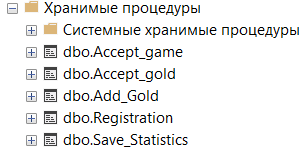 Хранимые процедуры
Системные хранимые процедуры
dbo.Accept_game
dbo.Accept_gold
dbo.Add_Gold
dbo.Registration
dbo.Save_Statistics